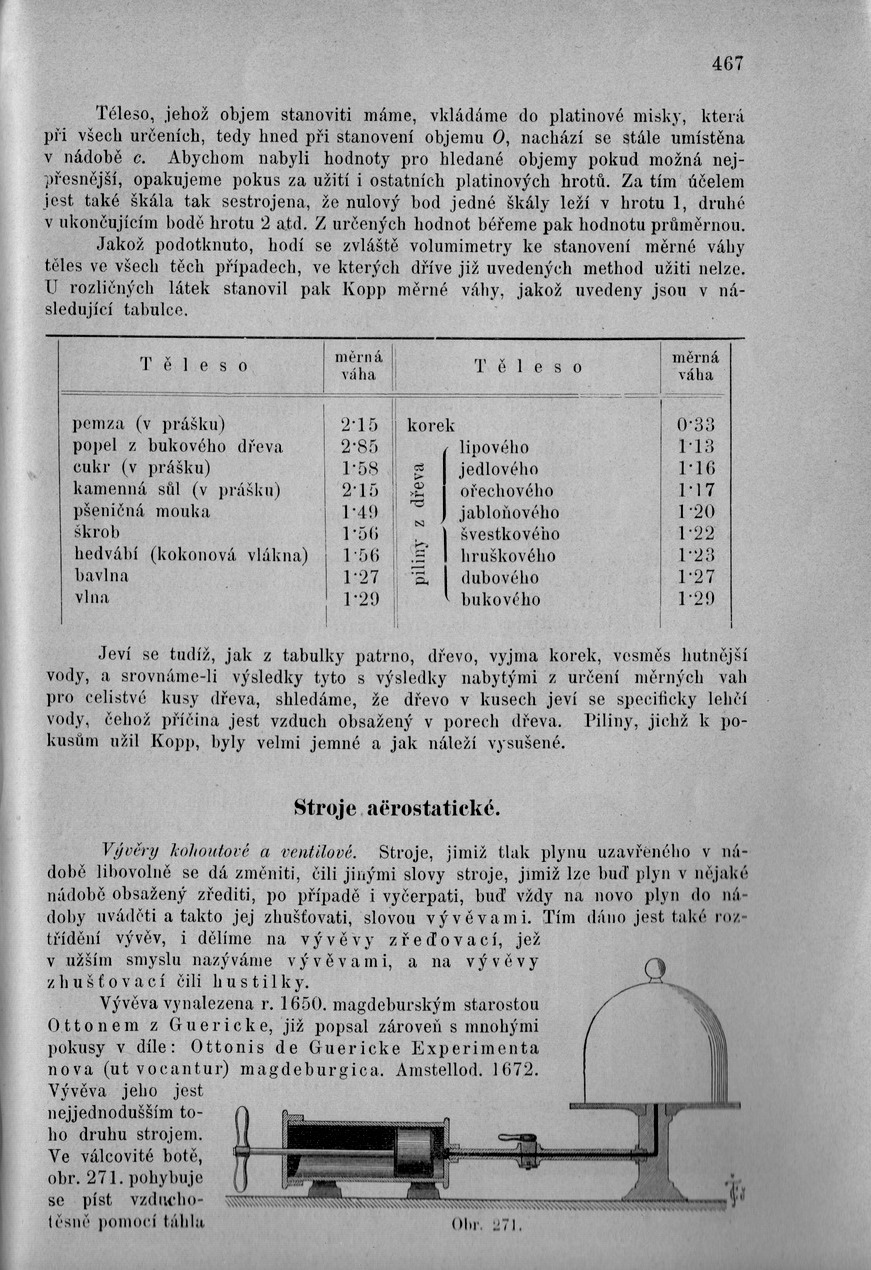 467
Těleso, jehož objem stanoviti máme, vkládáme do platinové misky, která
při všech určeních, tedy hned při stanovení objemu O, nachází se stále umístěna
v nádobě c. Abychom nabyli hodnoty pro hledané objemy pokud možná nej-
přesnější, opakujeme pokus za užití i ostatních platinových hrotů. Za tím účelem
jest také škála tak sestrojena, že nulový bod jedné škály leží v hrotu 1, druhé
v ukončujícím bodě hrotu 2 atd. Z určených hodnot béřeme pak hodnotu průměrnou.
Jakož podotknuto, hodí se zvláště volumimetry ke stanovení měrné váhy
těles ve všech těch případech, ve kterých dříve již uvedených method užiti nelze.
U rozličných látek stanovil pak Kopp měrné váhy, jakož uvedeny jsou v ná-
sledující tabulce.
Těleso měrná váha Těleso měrná váha
pemza (v prášku) 2·15 korek 0·33
popel z bukového dřeva 2·85 lipového 1·13
cukr (v prášku) 1·58 jedlového 1·16
kamenná sůl (v prášku) 2·15 ořechového 1·17
pšeničná mouka 1·49 jabloňového 1·20
škrob 1·56 švestkového 1·22
hedvábí (kokonová vlákna) 1·56 hruškového 1·23
bavlna 1·27 dubového 1·27
vlna 1·29 bukového 1·29
piliny z dřeva
Jeví se tudíž, jak z tabulky patrno, dřevo, vyjma korek, vesměs hutnější
vody, a srovnáme-li výsledky tyto s výsledky nabytými z určení měrných vah
pro celistvé kusy dřeva, shledáme, že dřevo v kusech jeví se specificky lehčí
vody, čehož příčina jest vzduch obsažený v porech dřeva. Piliny, jichž k po-
kusům užil Kopp, byly velmi jemné a jak náleží vysušené.
Stroje aërostatické.
Vývěry kohoutové a ventilové. Stroje, jimiž tlak plynu uzavřeného v ná-
době libovolně se dá změniti, čili jinými slovy stroje, jimiž lze buď plyn v nějaké
nádobě obsažený zřediti, po případě i vyčerpati, buď vždy na novo plyn do ná-
doby uváděti a takto jej zhušťovati, slovou vývěvami. Tím dáno jest také roz-
třídění vývěv, i dělíme na vývěvy zřeďovací, jež
v užším smyslu nazýváme vývěvami, a na vývěvy
zhušťovací čili hustilky.
Vývěva vynalezena r. 1650. magdeburským starostou
Ottonem z Guericke, již popsal zároveň s mnohými
pokusy v díle: Ottonis de Guericke Experimenta
nova (ut vocantur) magdeburgica. Amstellod. 1672.
Vývěva jeho jest
nejjednodušším to-
ho druhu strojem.
Ve válcovité botě,
obr. 271. pohybuje
se píst vzducho-
těsně pomocí táhla
Obr. 271.